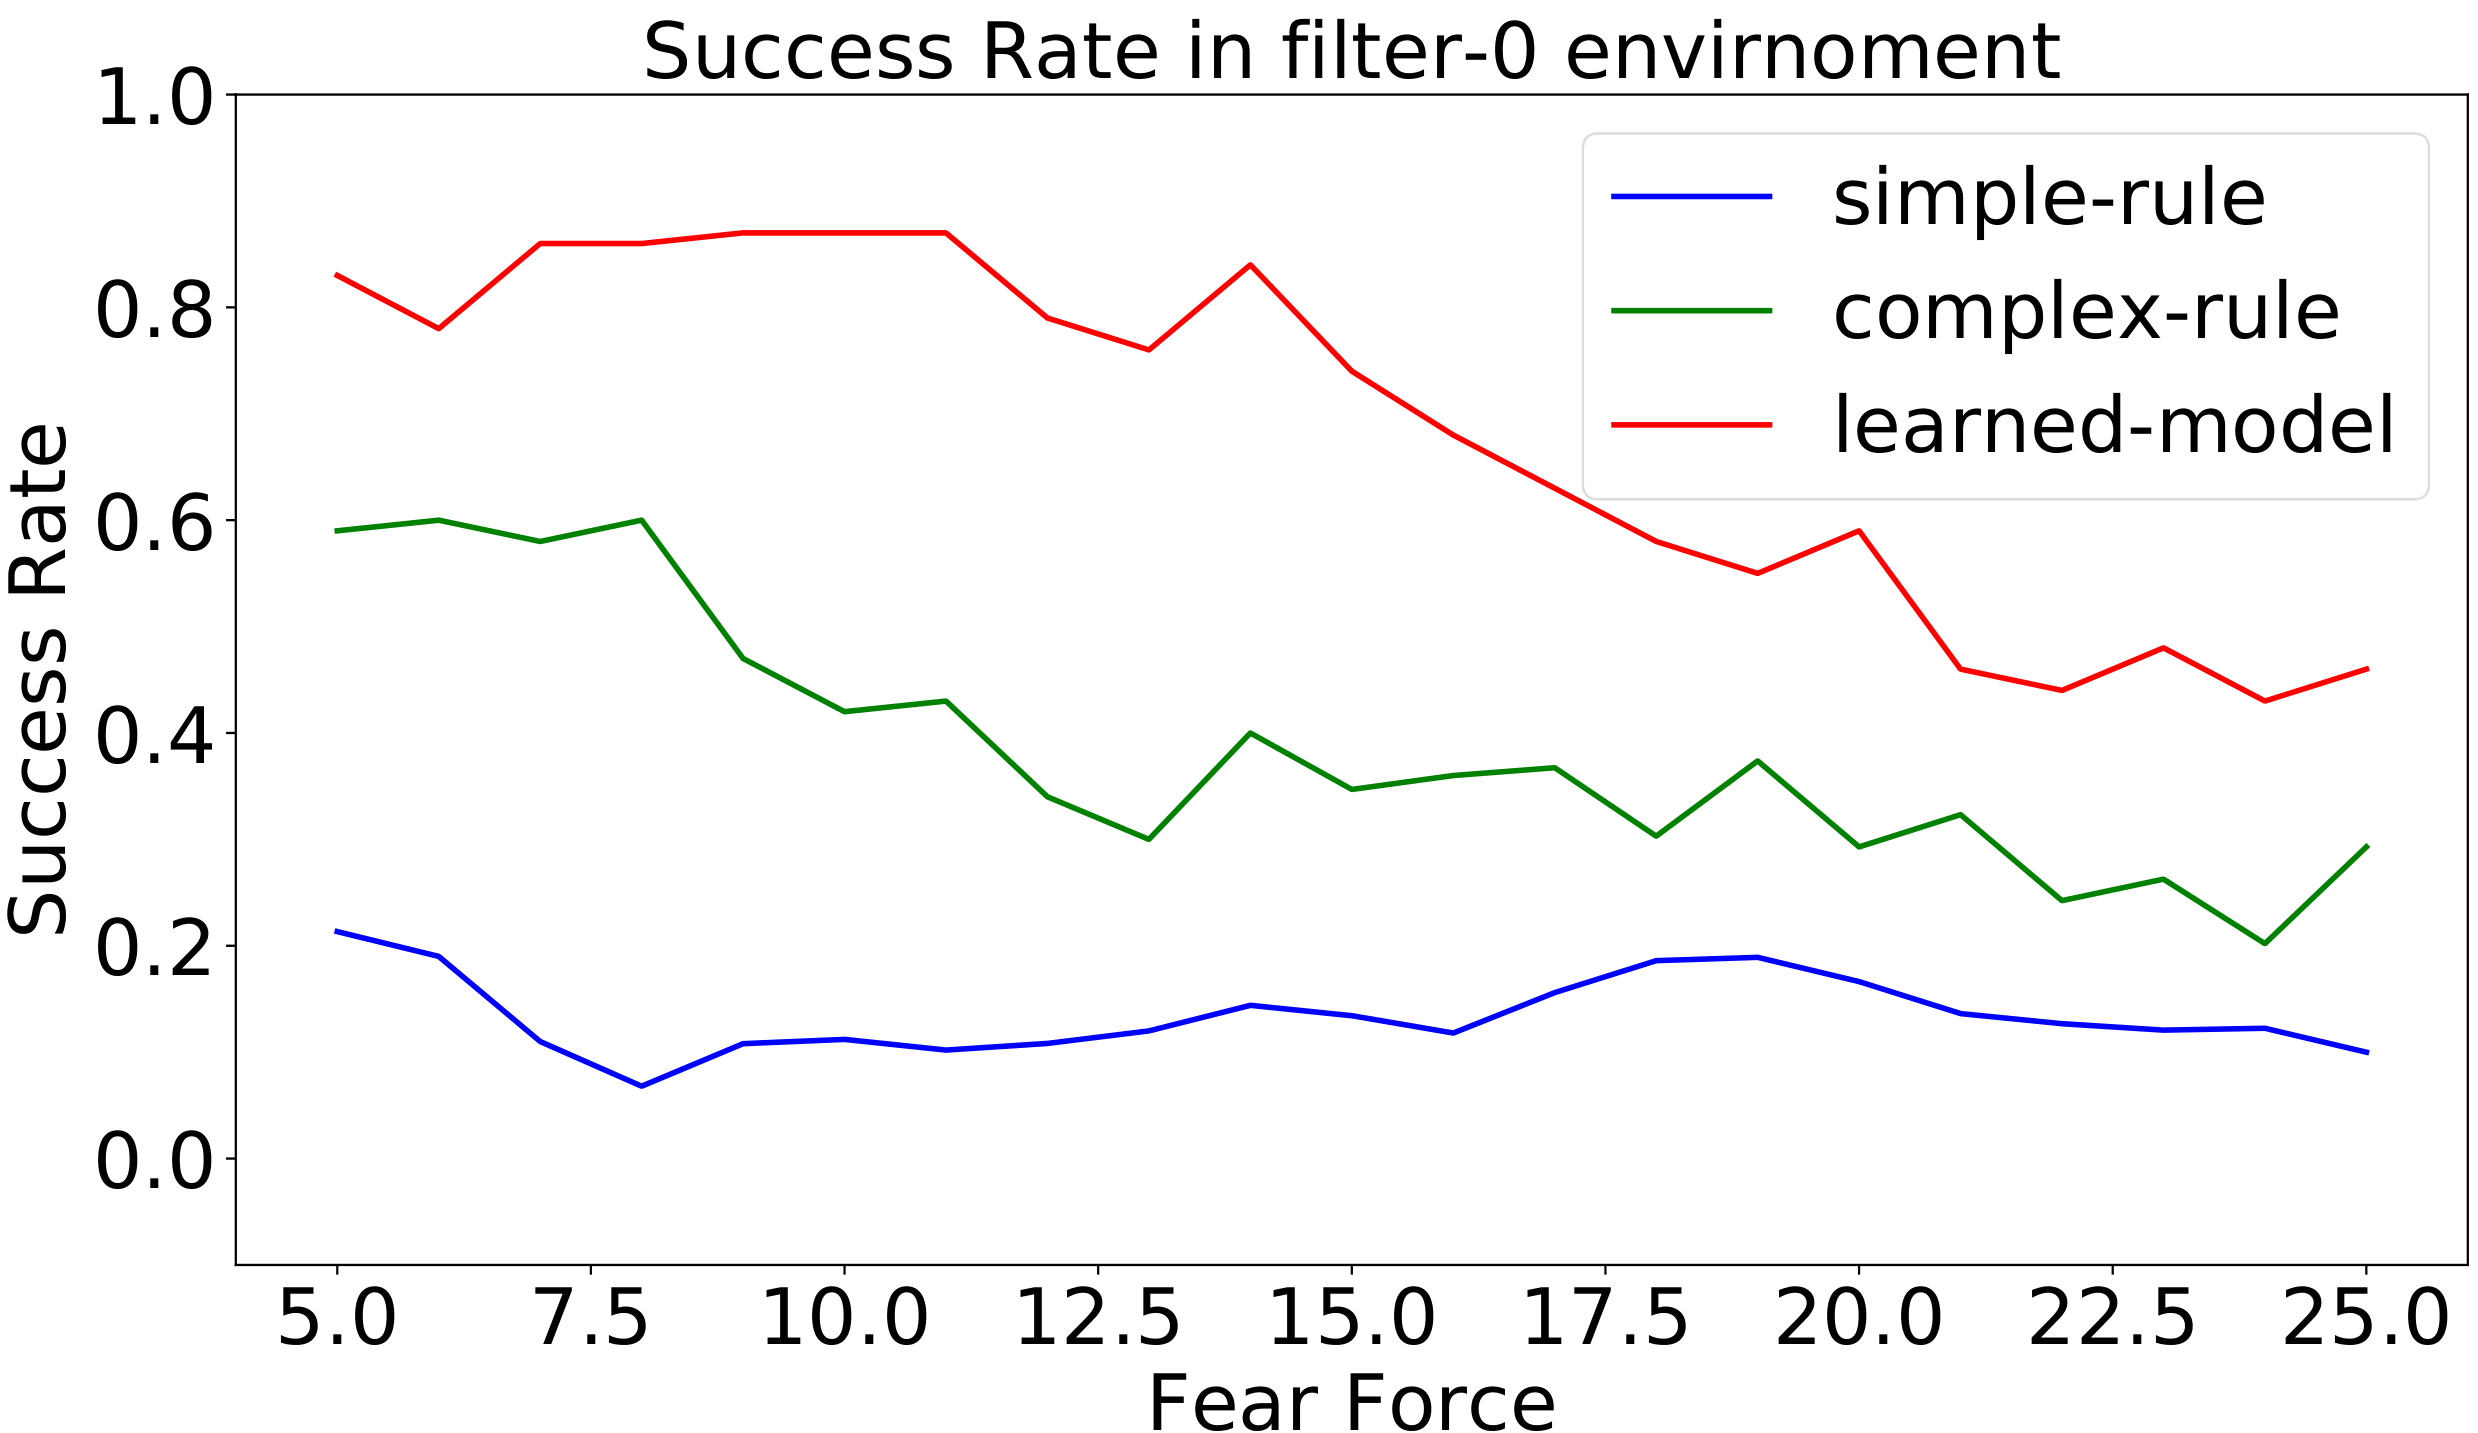 Success Rate in filter-0 envirnoment
1.0
0.8
0.6
0.4
0.2
0.0
Success Rate
simple-rule
complex-rule
learned-model
5.0 7.5 10.0 12.5 15.0 17.5 20.0 22.5 25.0
Fear Force